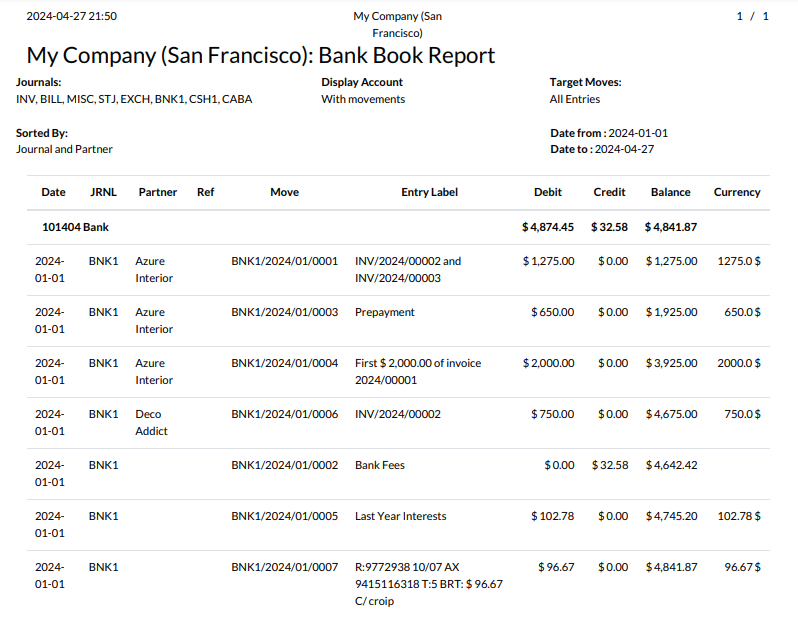 2024-04-27 21:50 My Company (San 1 / 1
Francisco)
My Company (San Francisco): Bank Book Report
Journals: Display Account Target Moves:
INV, BILL, MISC, STJ, EXCH, BNK1, CSH1, CABA With movements All Entries
Sorted By: Date from : 2024-01-01
Journal and Partner Date to : 2024-04-27
Date JRNL Partner Ref Move Entry Label Debit Credit Balance Currency
101404 Bank $ 4,874.45 $ 32.58 $ 4,841.87
2024- BNK1 Azure BNK1/2024/01/0001 INV/2024/00002 and $ 1,275.00 $ 0.00 $ 1,275.00 1275.0 $
01-01 Interior INV/2024/00003
2024- BNK1 Azure BNK1/2024/01/0003 Prepayment $ 650.00 $ 0.00 $ 1,925.00 650.0 $
01-01 Interior
2024- BNK1 Azure BNK1/2024/01/0004 First $ 2,000.00 of invoice $ 2,000.00 $ 0.00 $ 3,925.00 2000.0 $
01-01 Interior 2024/00001
2024- BNK1 Deco BNK1/2024/01/0006 INV/2024/00002 $ 750.00 $ 0.00 $ 4,675.00 750.0 $
01-01 Addict
2024- BNK1 BNK1/2024/01/0002 Bank Fees $ 0.00 $ 32.58 $ 4,642.42
01-01
2024- BNK1 BNK1/2024/01/0005 Last Year Interests $ 102.78 $ 0.00 $ 4,745.20 102.78 $
01-01
2024- BNK1 BNK1/2024/01/0007 R:9772938 10/07 AX $ 96.67 $ 0.00 $ 4,841.87 96.67 $
01-01 9415116318 T:5 BRT: $ 96.67
C/ croip